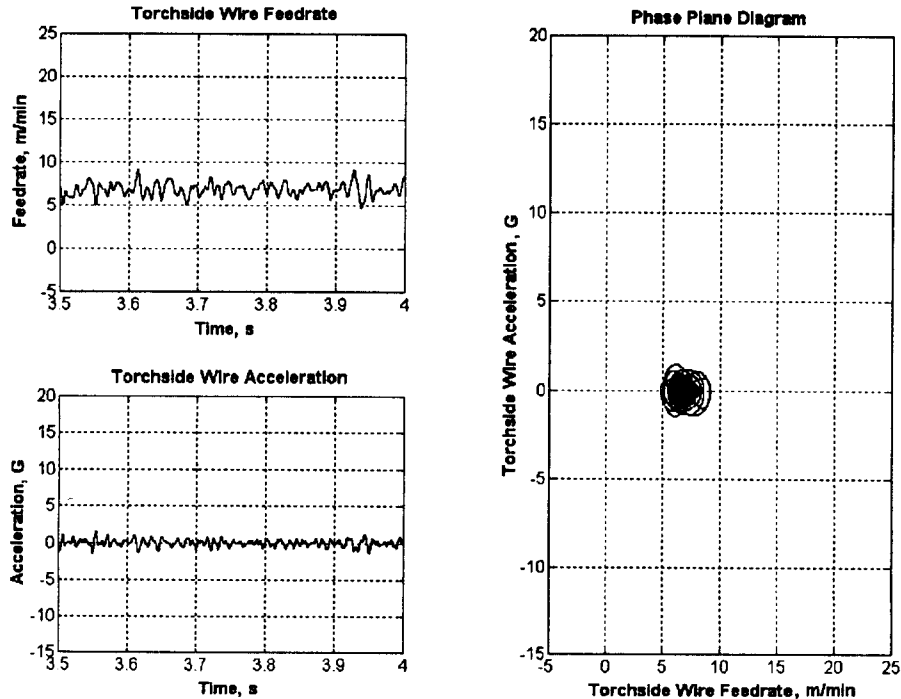 Torchside Wire Feedrate
25
20
15
10
5
0
-5
Feedrate, m/min
3.5 3.6 3.7 3.8 3.9 4
Time, s
Torchside Wire Acceleration
20
15
10
5
0
-5
-10
-15
Acceleration, G
3.5 3.6 3.7 3.8 3.9 4
Time, s
Phase Plane Diagram
20
15
10
5
0
-5
-10
-15
Torchside Wire Acceleration, G
-5 0 5 10 15 20 25
Torchside Wire Feedrate, m/min